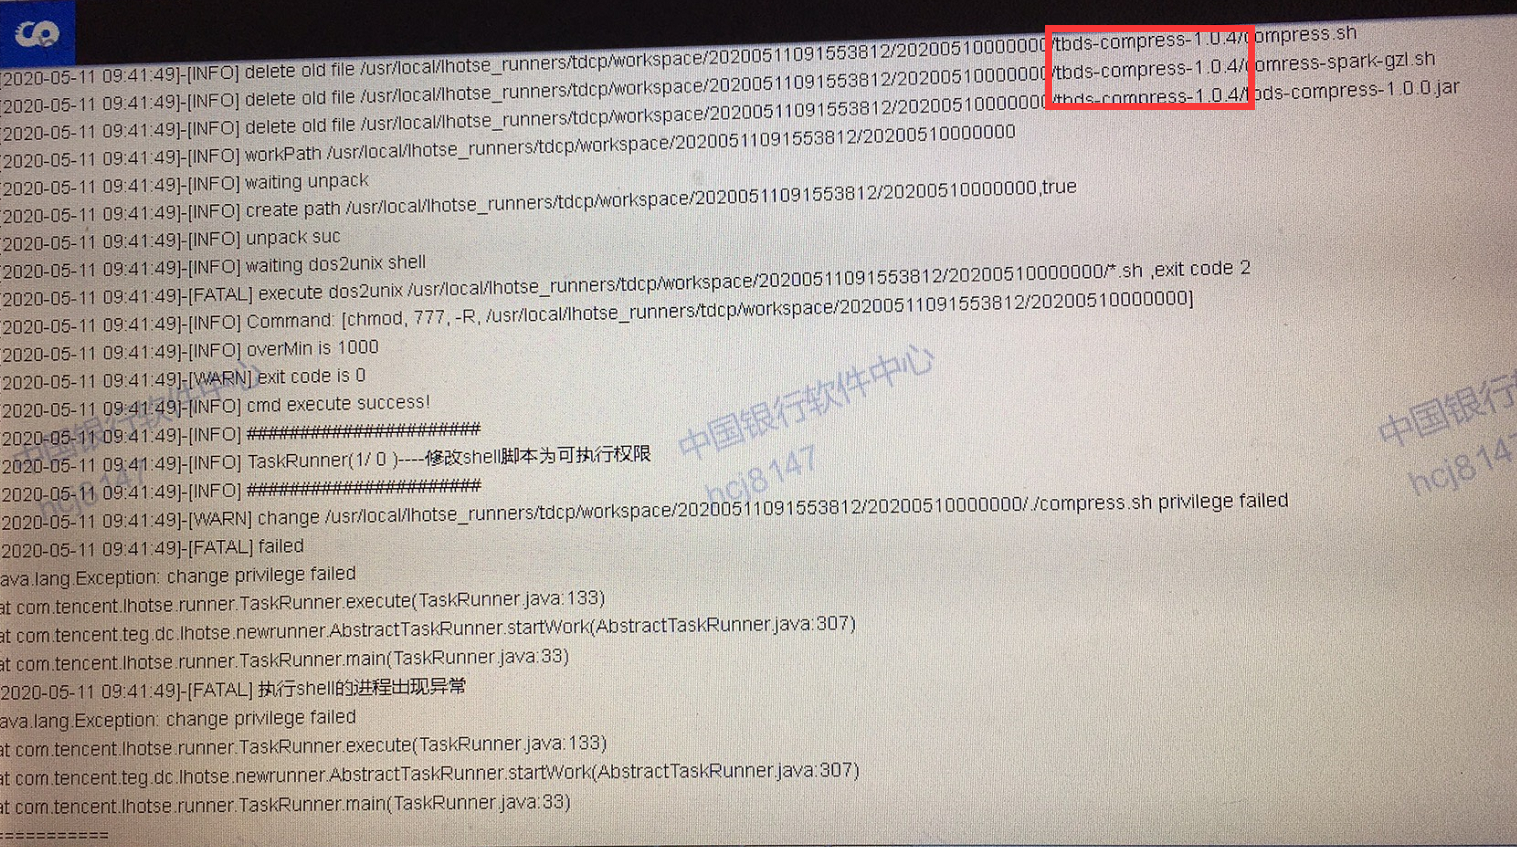 [2020-05-11 09:41:49]-[INFO] delete old file /usr/local/lhotse_runners/tdcp/workspace/20200511091553812/20200510000000/tbds-compress-1.0.4/compress.sh
[2020-05-11 09:41:49]-[INFO] delete old file /usr/local/lhotse_runners/tdcp/workspace/20200511091553812/20200510000000/tbds-compress-1.0.4/comress-spark-gzl.sh
[2020-05-11 09:41:49]-[INFO] delete old file /usr/local/lhotse_runners/tdcp/workspace/20200511091553812/20200510000000/tbds-compress-1.0.4/tbds-compress-1.0.0.jar
[2020-05-11 09:41:49]-[INFO] workPath /usr/local/lhotse_runners/tdcp/workspace/20200511091553812/20200510000000
[2020-05-11 09:41:49]-[INFO] waiting unpack
[2020-05-11 09:41:49]-[INFO] create path /usr/local/lhotse_runners/tdcp/workspace/20200511091553812/20200510000000,true
[2020-05-11 09:41:49]-[INFO] unpack suc
[2020-05-11 09:41:49]-[INFO] waiting dos2unix shell
[2020-05-11 09:41:49]-[FATAL] execute dos2unix /usr/local/lhotse_runners/tdcp/workspace/20200511091553812/20200510000000/*.sh ,exit code 2
[2020-05-11 09:41:49]-[INFO] Command: [chmod, 777, -R, /usr/local/lhotse_runners/tdcp/workspace/20200511091553812/20200510000000]
[2020-05-11 09:41:49]-[INFO] overMin is 1000
[2020-05-11 09:41:49]-[WARN] exit code is 0
[2020-05-11 09:41:49]-[INFO] cmd execute success!
[2020-05-11 09:41:49]-[INFO] ######################
[2020-05-11 09:41:49]-[INFO] TaskRunner(1/ 0 )----修改shell脚本为可执行权限
[2020-05-11 09:41:49]-[INFO] ######################
[2020-05-11 09:41:49]-[WARN] change /usr/local/lhotse_runners/tdcp/workspace/20200511091553812/20200510000000/./compress.sh privilege failed
2020-05-11 09:41:49]-[FATAL] failed
ava.lang.Exception: change privilege failed
at com.tencent.lhotse.runner.TaskRunner.execute(TaskRunner.java:133)
at com.tencent.teg.dc.lhotse.newrunner.AbstractTaskRunner.startWork(AbstractTaskRunner.java:307)
at com.tencent.lhotse.runner.TaskRunner.main(TaskRunner.java:33)
2020-05-11 09:41:49]-[FATAL] 执行shell的进程出现异常
ava.lang.Exception: change privilege failed
at com.tencent.lhotse.runner.TaskRunner.execute(TaskRunner.java:133)
at com.tencent.teg.dc.lhotse.newrunner.AbstractTaskRunner.startWork(AbstractTaskRunner.java:307)
at com.tencent.lhotse.runner.TaskRunner.main(TaskRunner.java:33)
===========
中国银行软件中心
hcj8147
中国银行软件中心
hcj8147
中国银行
hcj8147